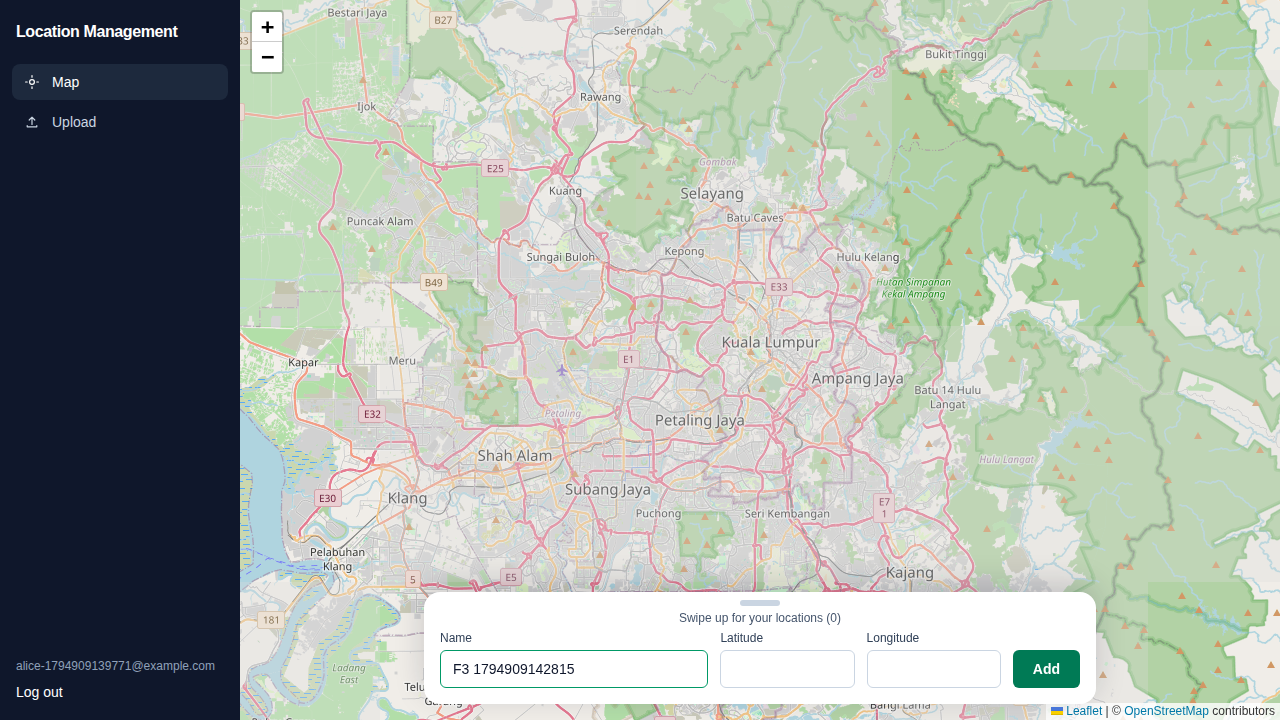 Location Management
Map
Upload
alice-1794909139771@example.com
Log out
+
−
Bestari Jaya
B27
Serendah
Bukit Tinggi
Ijok
Rawang
E25
Gombak
Kuang
Selayang
Puncak Alam
Batu Caves
Sungai Buloh
Kepong
Hulu Kelang
B49
E33
Hutan Simpanan
Kekal Ampang
Kuala Lumpur
Kapar
Meru
E1
Ampang Jaya
Batu 14 Hulu
Langat
E32
Petaling
Petaling Jaya
Shah Alam
Hulu Langat
Klang
E30
Subang Jaya
Puchong
Seri Kembangan
E7
1
Pelabuhan
Klang
5
E5
Kajang
181
Ladang
East
Swipe up for your locations (0)
Name
Latitude
Longitude
F3 1794909142815
Add
Leaflet | © OpenStreetMap contributors